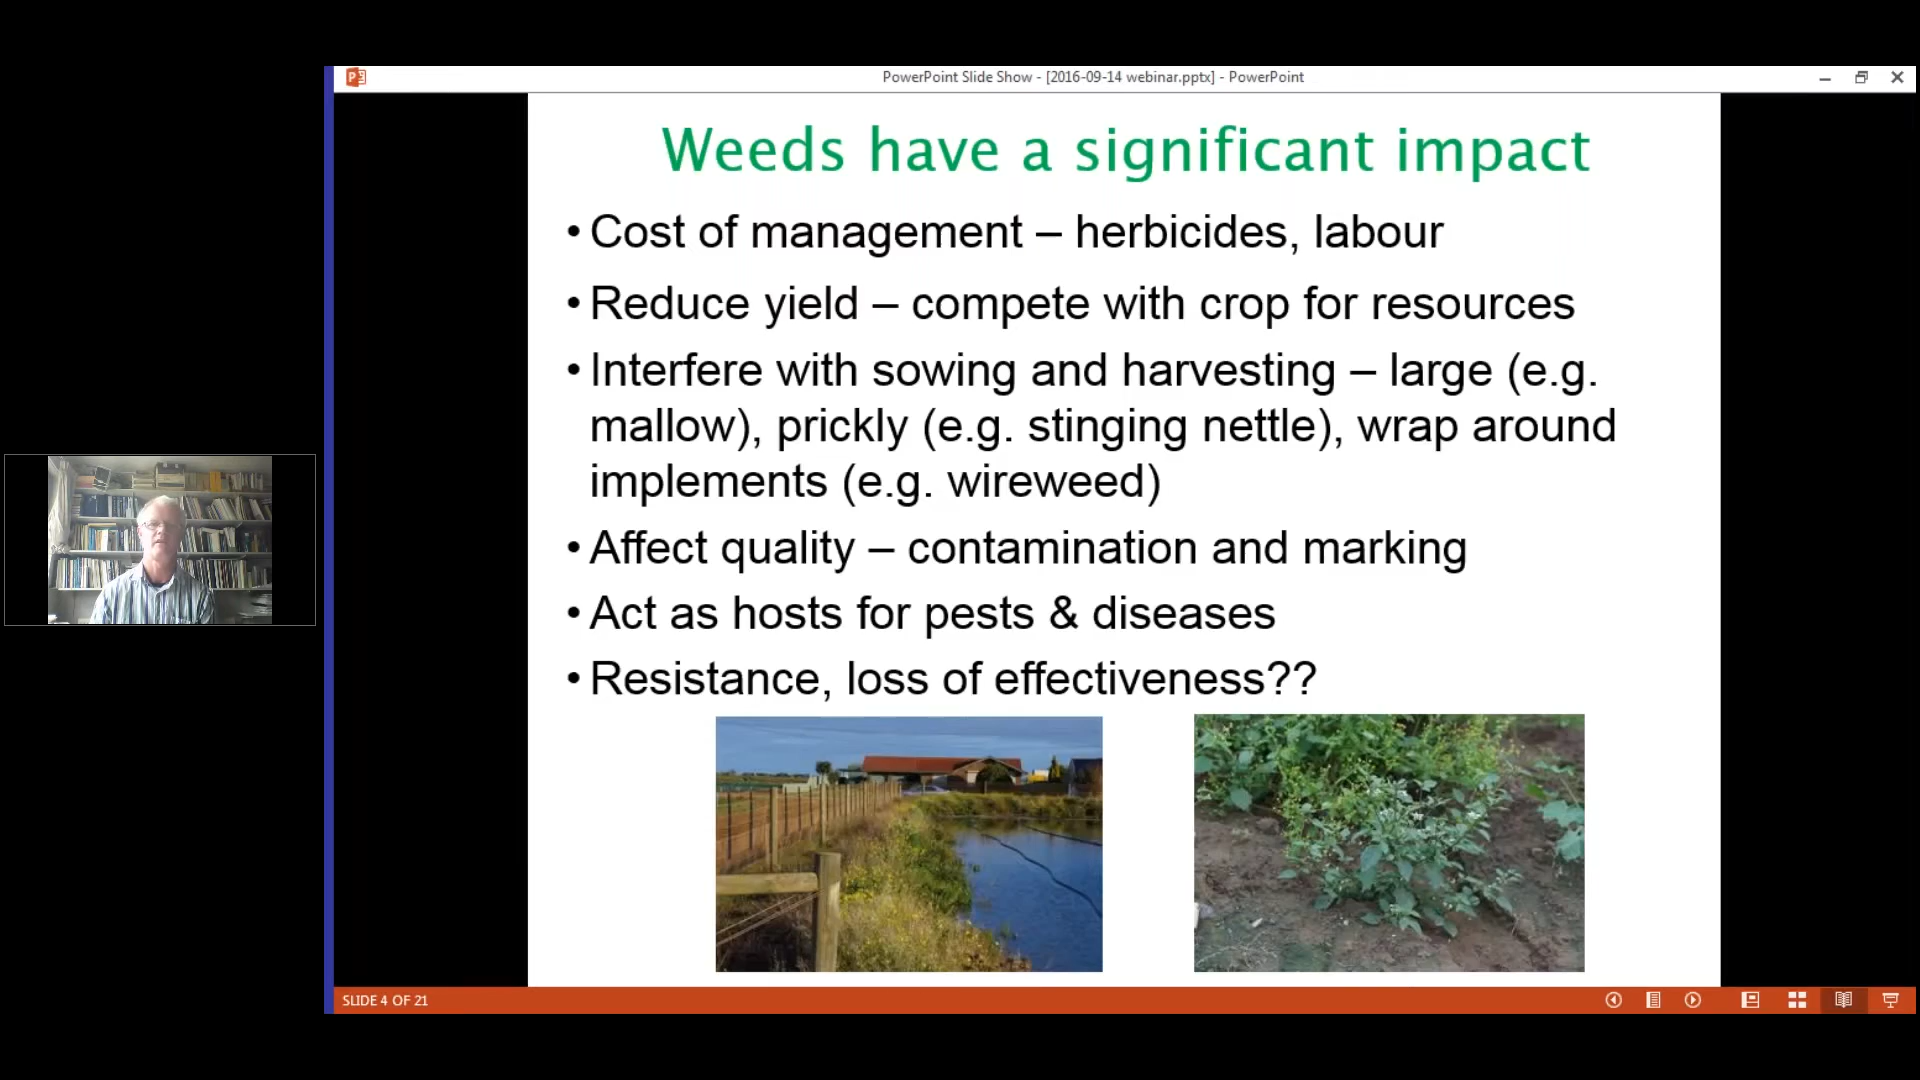 PowerPoint Slide Show - [2016-09-14 webinar.pptx] - PowerPoint
Weeds have a significant impact
• Cost of management – herbicides, labour
• Reduce yield – compete with crop for resources
• Interfere with sowing and harvesting – large (e.g.
mallow), prickly (e.g. stinging nettle), wrap around
implements (e.g. wireweed)
• Affect quality – contamination and marking
• Act as hosts for pests & diseases
• Resistance, loss of effectiveness??
SLIDE 4 OF 21